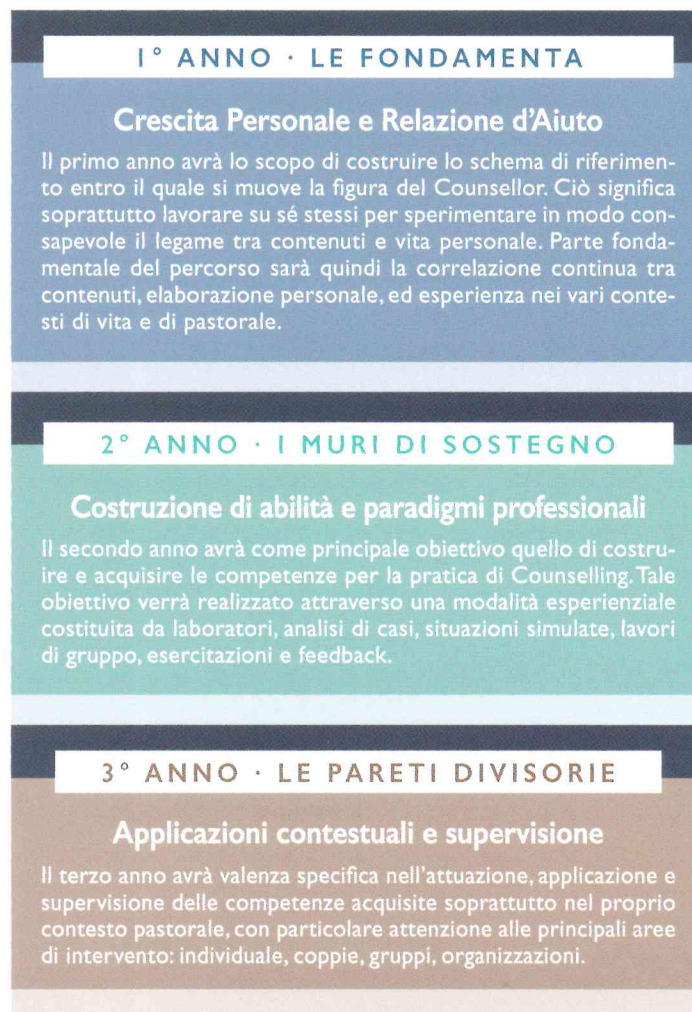 1° ANNO · LE FONDAMENTA
Crescita Personale e Relazione d'Aiuto
Il primo anno avrà lo scopo di costruire lo schema di riferimen-
to entro il quale si muove la figura del Counsellor. Ciò significa
soprattutto lavorare su sé stessi per sperimentare in modo con-
sapevole il legame tra contenuti e vita personale. Parte fonda-
mentale del percorso sarà quindi la correlazione continua tra
contenuti, elaborazione personale, ed esperienza nei vari conte-
sti di vita e di pastorale.
2° ANNO · I MURI DI SOSTEGNO
Costruzione di abilità e paradigmi professionali
Il secondo anno avrà come principale obiettivo quello di costru-
ire e acquisire le competenze per la pratica di Counselling. Tale
obiettivo verrà realizzato attraverso una modalità esperienziale
costituita da laboratori, analisi di casi, situazioni simulate, lavori
di gruppo, esercitazioni e feedback.
3° ANNO · LE PARETI DIVISORIE
Applicazioni contestuali e supervisione
Il terzo anno avrà valenza specifica nell'attuazione, applicazione e
supervisione delle competenze acquisite soprattutto nel proprio
contesto pastorale, con particolare attenzione alle principali aree
di intervento: individuale, coppie, gruppi, organizzazioni.